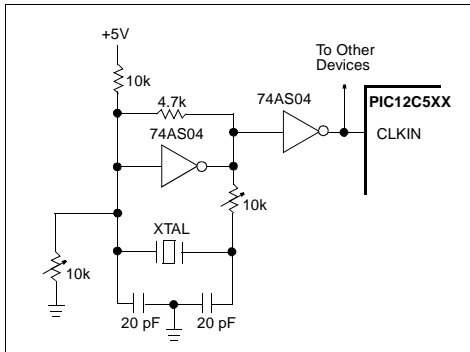 +5V
To Other
Devices
10k
4.7k
74AS04
PIC12C5XX
74AS04
CLKIN
10k
XTAL
10k
20 pF
20 pF